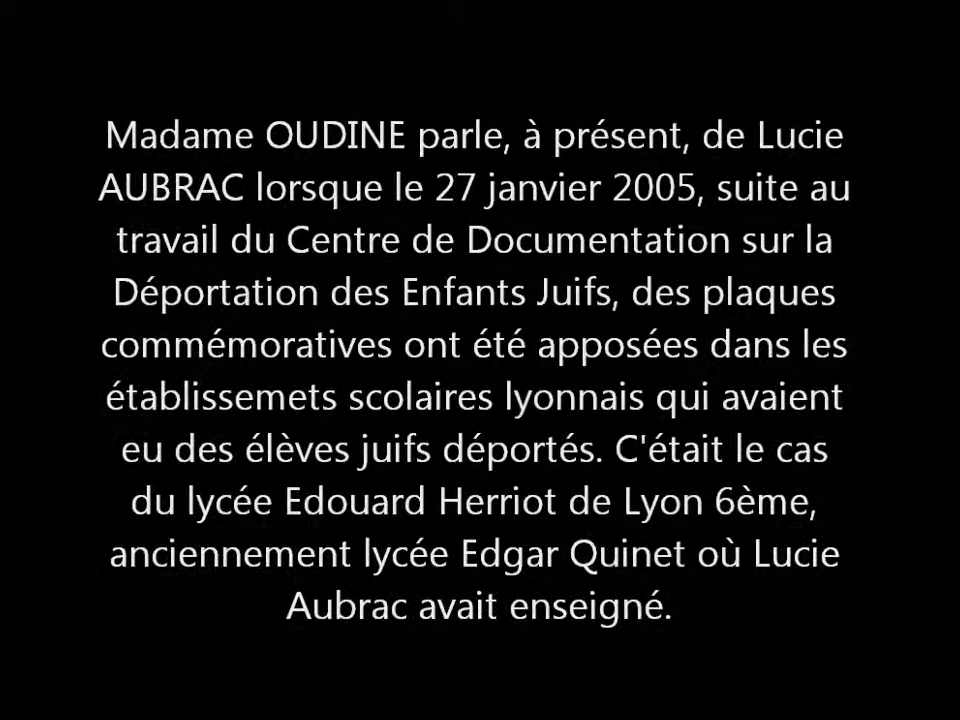 Madame OUDINE parle, à présent, de Lucie
AUBRAC lorsque le 27 janvier 2005, suite au
travail du Centre de Documentation sur la
Déportation des Enfants Juifs, des plaques
commémoratives ont été apposées dans les
établissemets scolaires lyonnais qui avaient
eu des élèves juifs déportés. C'était le cas
du lycée Edouard Herriot de Lyon 6ème,
anciennement lycée Edgar Quinet où Lucie
Aubrac avait enseigné.